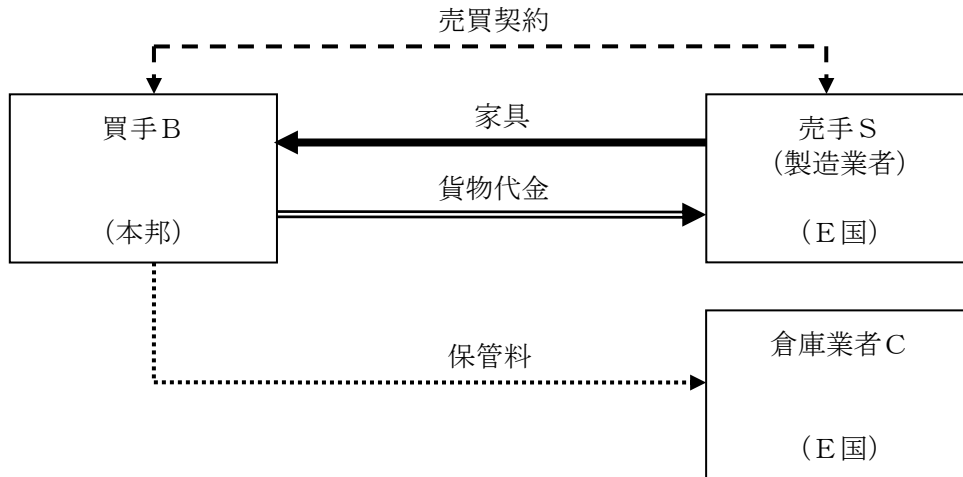 売買契約
買手Ｂ
（本邦）
家具
貨物代金
売手Ｓ
（製造業者）
（Ｅ国）
保管料
倉庫業者Ｃ
（Ｅ国）